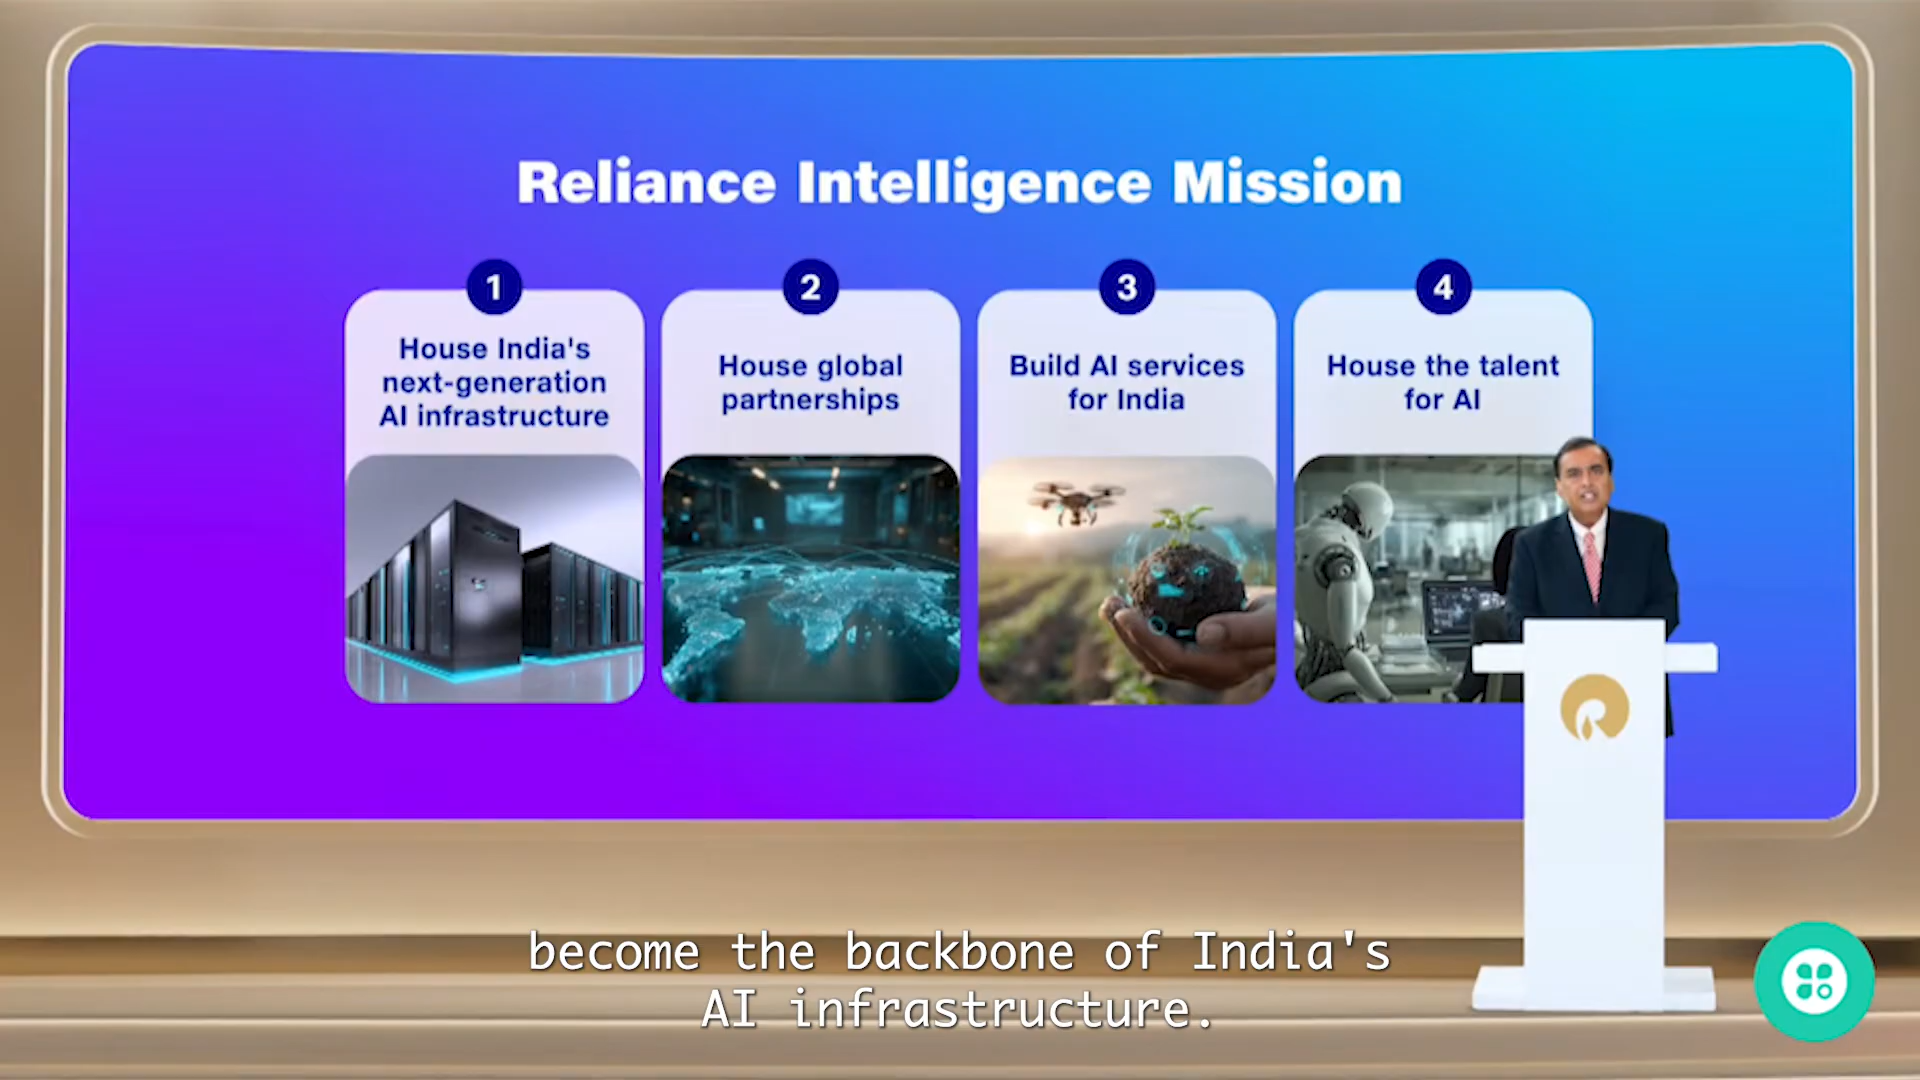 Reliance Intelligence Mission
1
House India's
next-generation
AI infrastructure
2
House global
partnerships
3
Build AI services
for India
4
House the talent
for AI
become the backbone of India's
AI infrastructure.